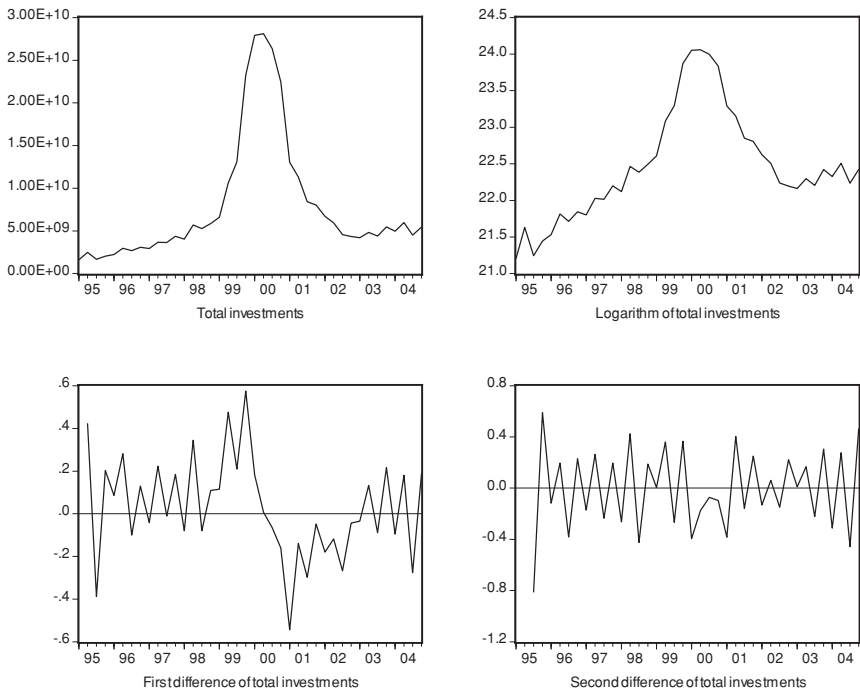 3.00E+10
2.50E+10
2.00E+10
1.50E+10
1.00E+10
5.00E+09
0.00E+00
95 96 97 98 99 00 01 02 03 04
Total investments
24.5
24.0
23.5
23.0
22.5
22.0
21.5
21.0
95 96 97 98 99 00 01 02 03 04
Logarithm of total investments
.6
.4
.2
.0
-.2
-.4
-.6
95 96 97 98 99 00 01 02 03 04
First difference of total investments
0.8
0.4
0.0
-0.4
-0.8
-1.2
95 96 97 98 99 00 01 02 03 04
Second difference of total investments